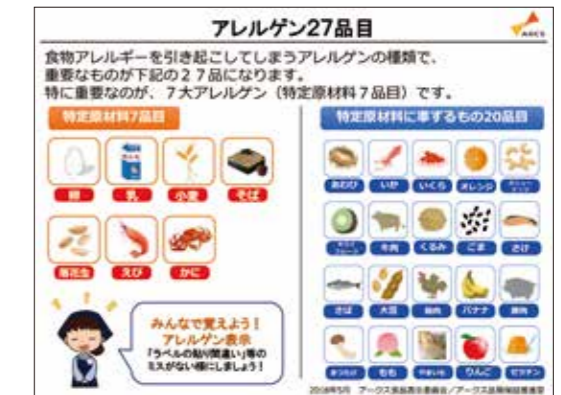 アレルゲン27品目
ARCS
食物アレルギーを引き起こしてしまうアレルゲンの種類で、
重要なものが下記の27品になります。
特に重要なのが、7大アレルゲン(特定原材料7品目)です。
特定原材料7品目
卵 乳 小麦 そば
落花生 えび かに
みんなで覚えよう!
アレルゲン表示
「ラベルの貼り間違い」等の
ミスがない様にしましょう!
特定原材料に準ずるもの20品目
あわび いか いくら オレンジ カシューナッツ
キウイフルーツ 牛肉 くるみ ごま さけ
さば 大豆 鶏肉 バナナ 豚肉
まつたけ もも やまいも りんご ゼラチン
2018年5月 アークス食品表示委員会/アークス品質保証推進室